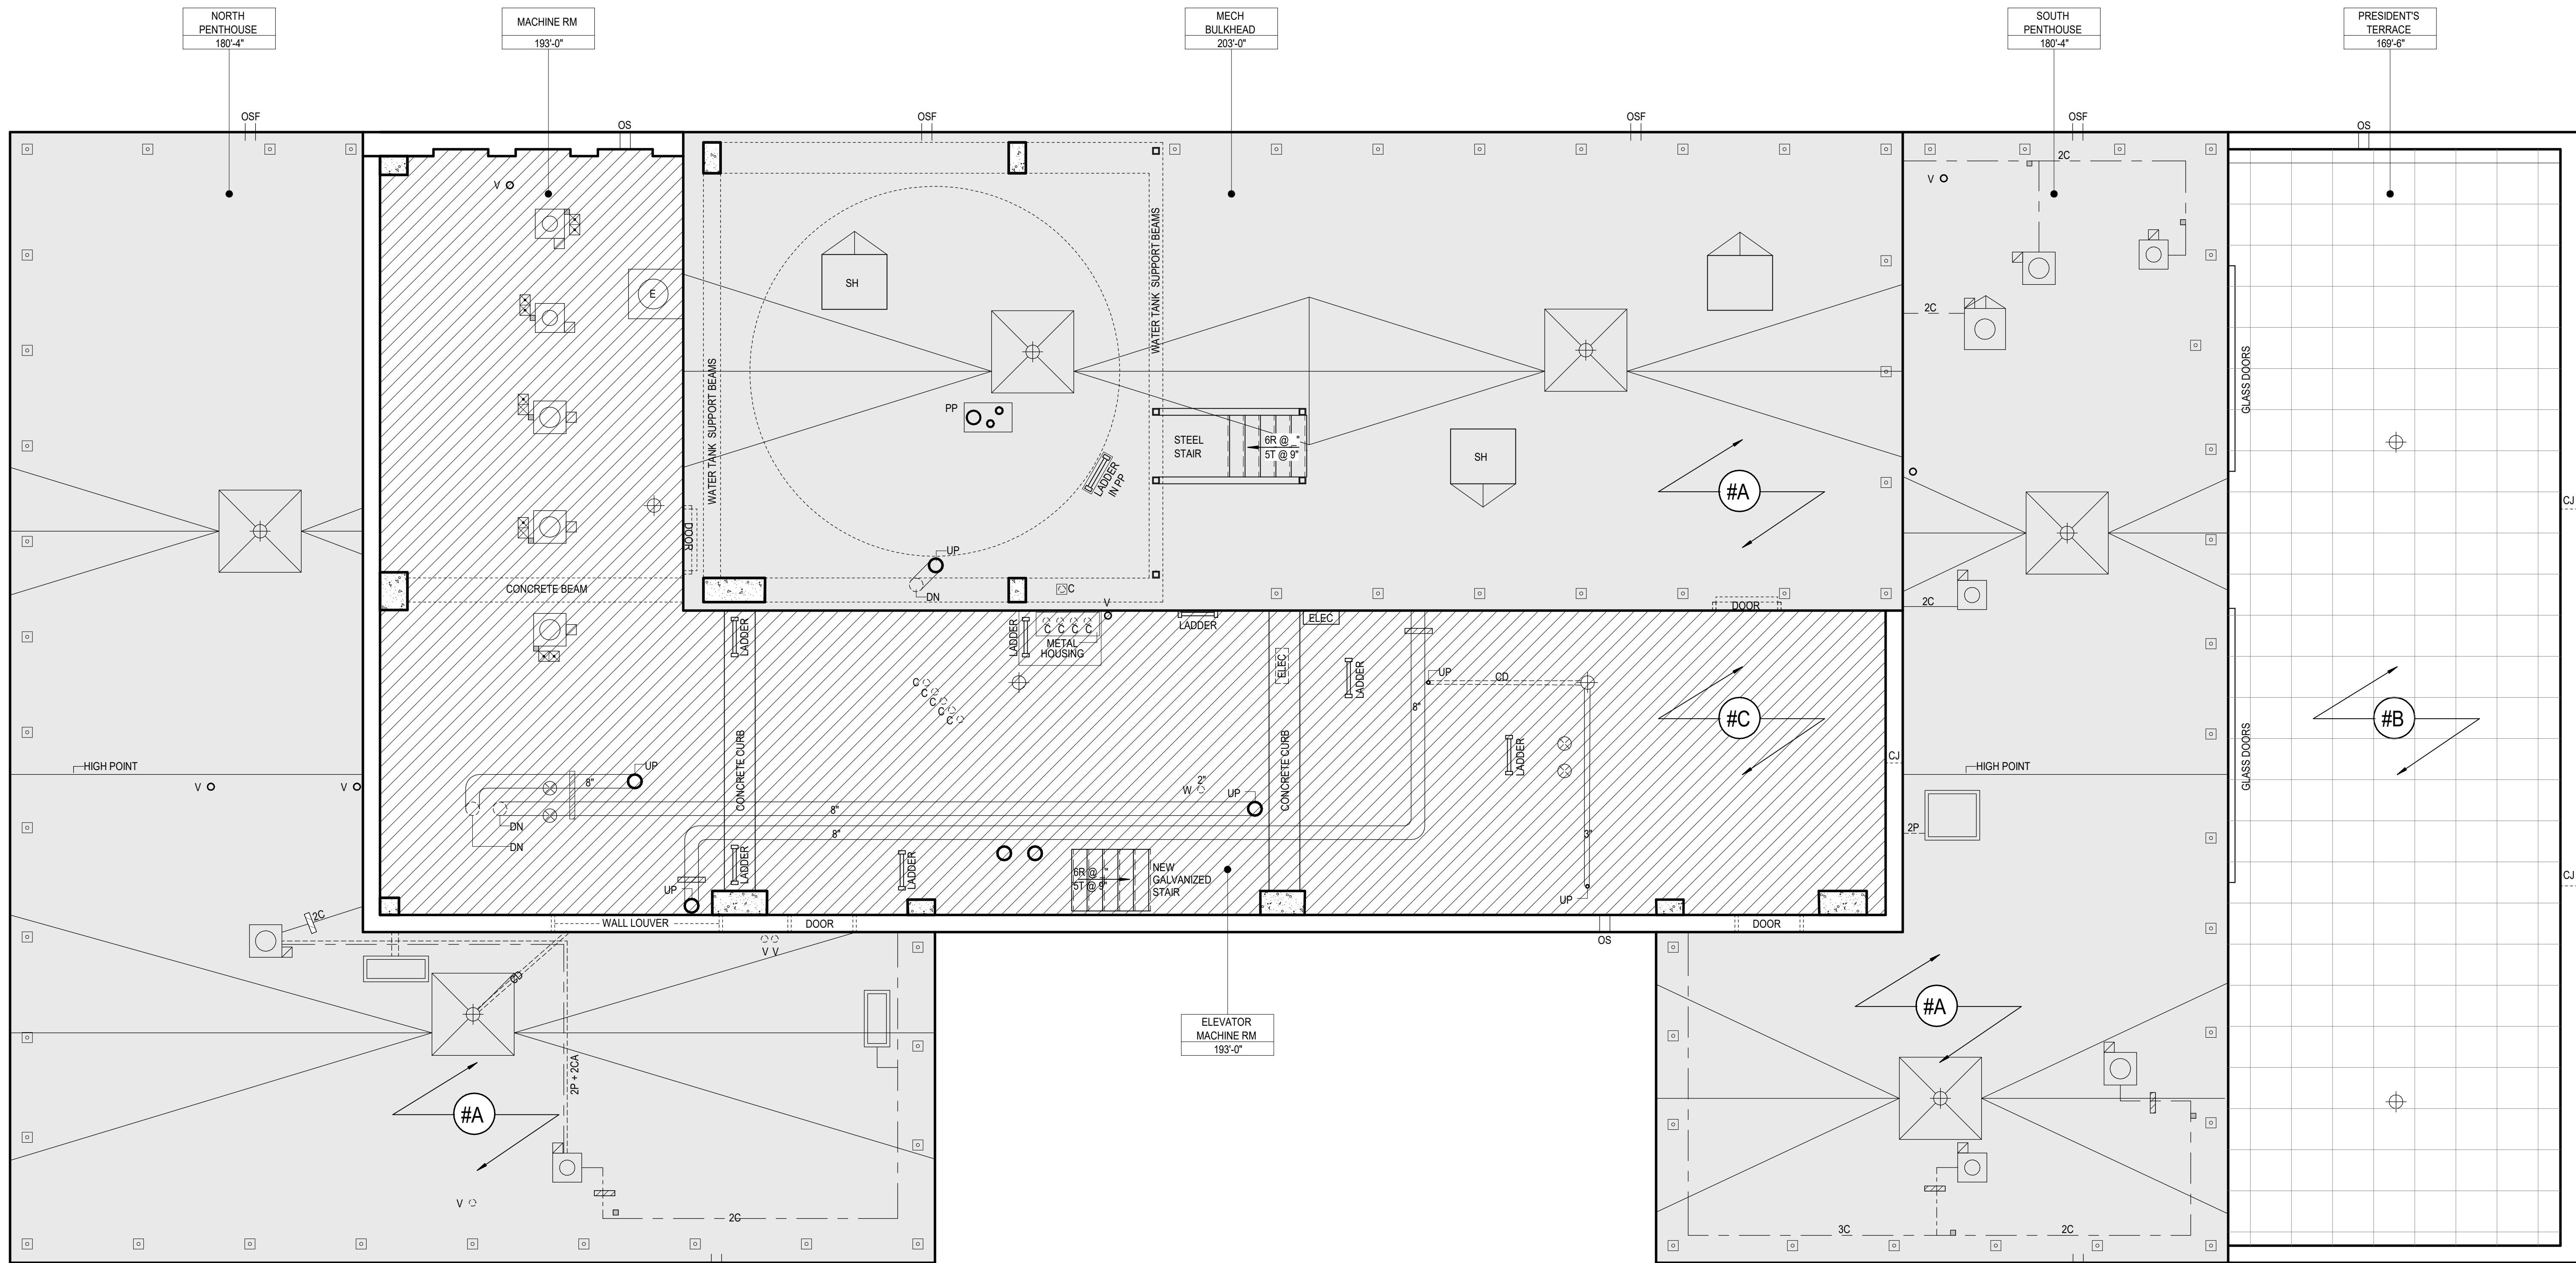 NORTH
PENTHOUSE
180'-4"
MACHINE RM
193'-0"
MECH
BULKHEAD
203'-0"
SOUTH
PENTHOUSE
180'-4"
PRESIDENT'S
TERRACE
169'-6"
OSF
OS
OSF
OSF
OSF
OS
2C
V
V
WATER TANK SUPPORT BEAMS
SH
E
2C
WATER TANK SUPPORT BEAMS
GLASS DOORS
PP
STEEL
STAIR
6R @ _"
5T @ 9"
SH
LADDER
IN PP
#A
CJ
DOOR
UP
DN
CONCRETE BEAM
C
V
DOOR
2C
LADDER
LADDER
C C C C
METAL
HOUSING
LADDER
ELEC
ELEC
LADDER
UP
CD
C
C
C
C
C
8"
#C
#B
GLASS DOORS
CONCRETE CURB
CONCRETE CURB
LADDER
CJ
HIGH POINT
HIGH POINT
V
V
8"
UP
2"
W
UP
8"
DN
8"
3"
2P
DN
LADDER
LADDER
6R @ _"
5T @ 9"
NEW
GALVANIZED
STAIR
CJ
UP
UP
2C
WALL LOUVER
DOOR
DOOR
OS
V V
CD
#A
ELEVATOR
MACHINE RM
193'-0"
2P + 2CA
#A
V
2C
3C
2C